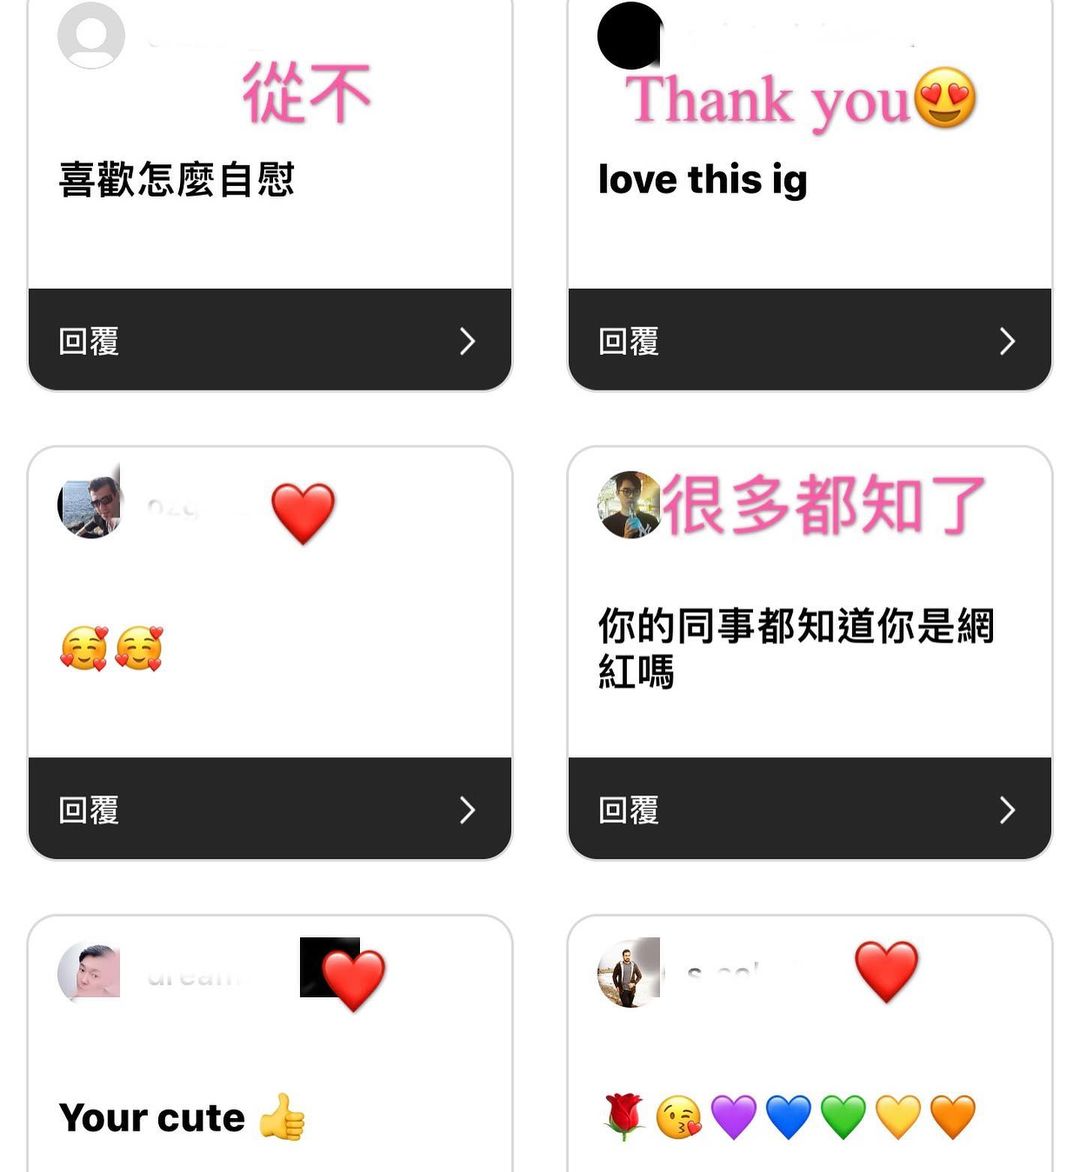 從不
喜歡怎麼自慰
回覆
Thank you😍
love this ig
回覆
❤️
🥰🥰
回覆
很多都知了
你的同事都知道你是網
紅嗎
回覆
❤️
Your cute 👍
❤️
🌹😘💜💙💚💛🧡